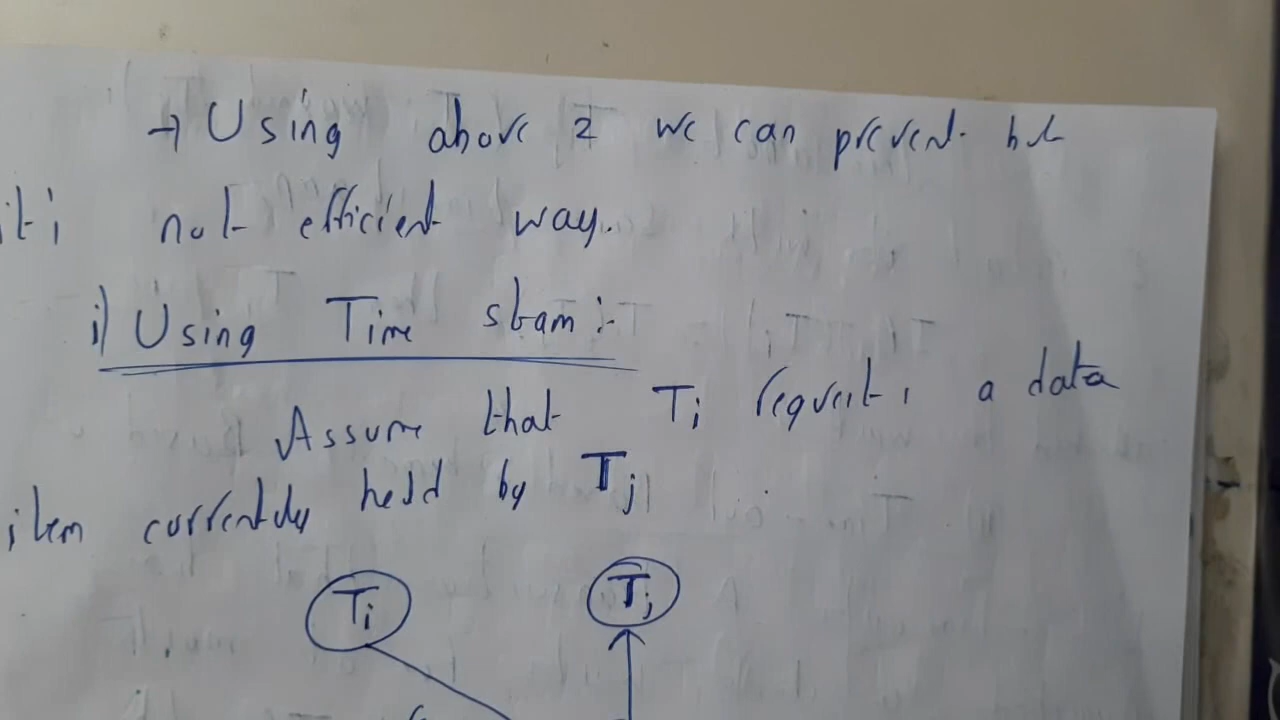 → Using above 2 we can prevent but
it is not efficient way.
i) Using Time stam :-
Assume that Ti requests a data
item currently held by Tj
Ti Tj